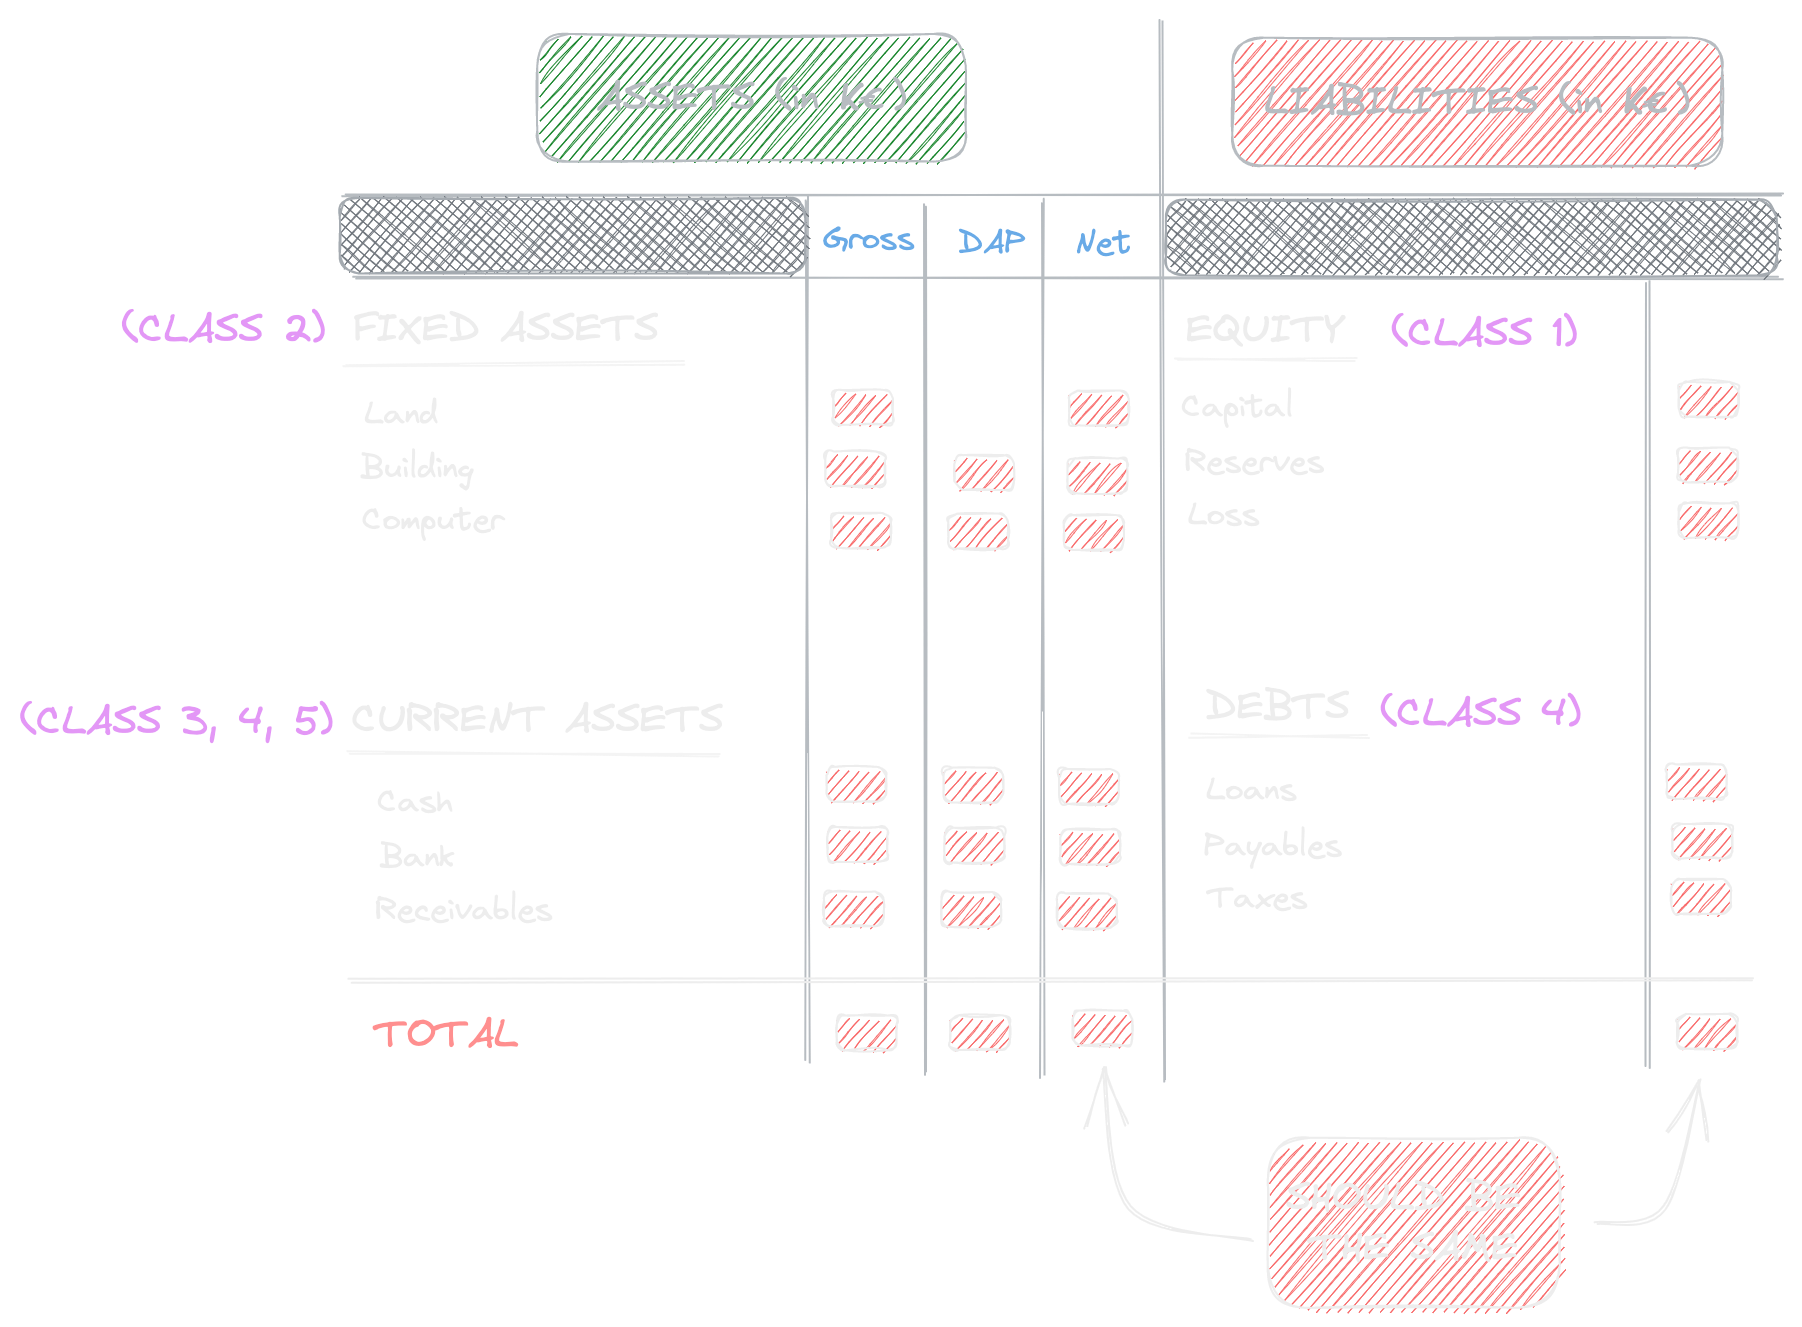 ASSETS (in K€)
LIABILITIES (in K€)
Gross
DAP
Net
(CLASS 2)
FIXED ASSETS
EQUITY
(CLASS 1)
Land
Capital
Building
Reserves
Computer
Loss
(CLASS 3, 4, 5)
CURRENT ASSETS
DEBTS
(CLASS 4)
Cash
Loans
Bank
Payables
Receivables
Taxes
TOTAL
SHOULD BE
THE SAME